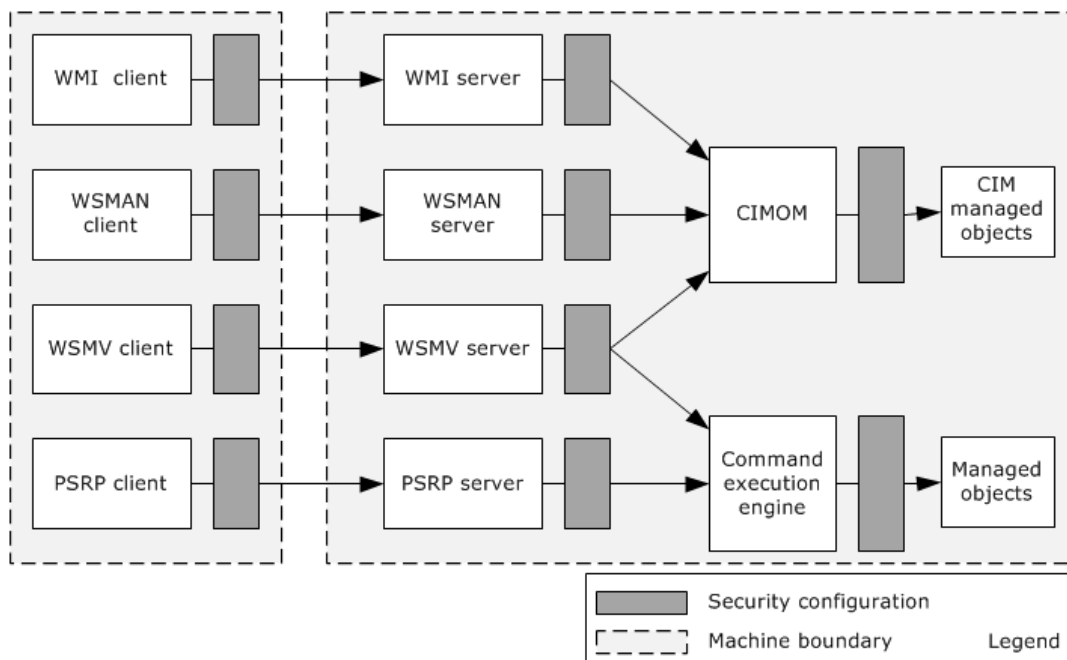 WMI client
WMI server
WSMAN
client
WSMAN
server
CIMOM
CIM
managed
objects
WSMV client
WSMV server
PSRP client
PSRP server
Command
execution
engine
Managed
objects
Security configuration
Machine boundary
Legend